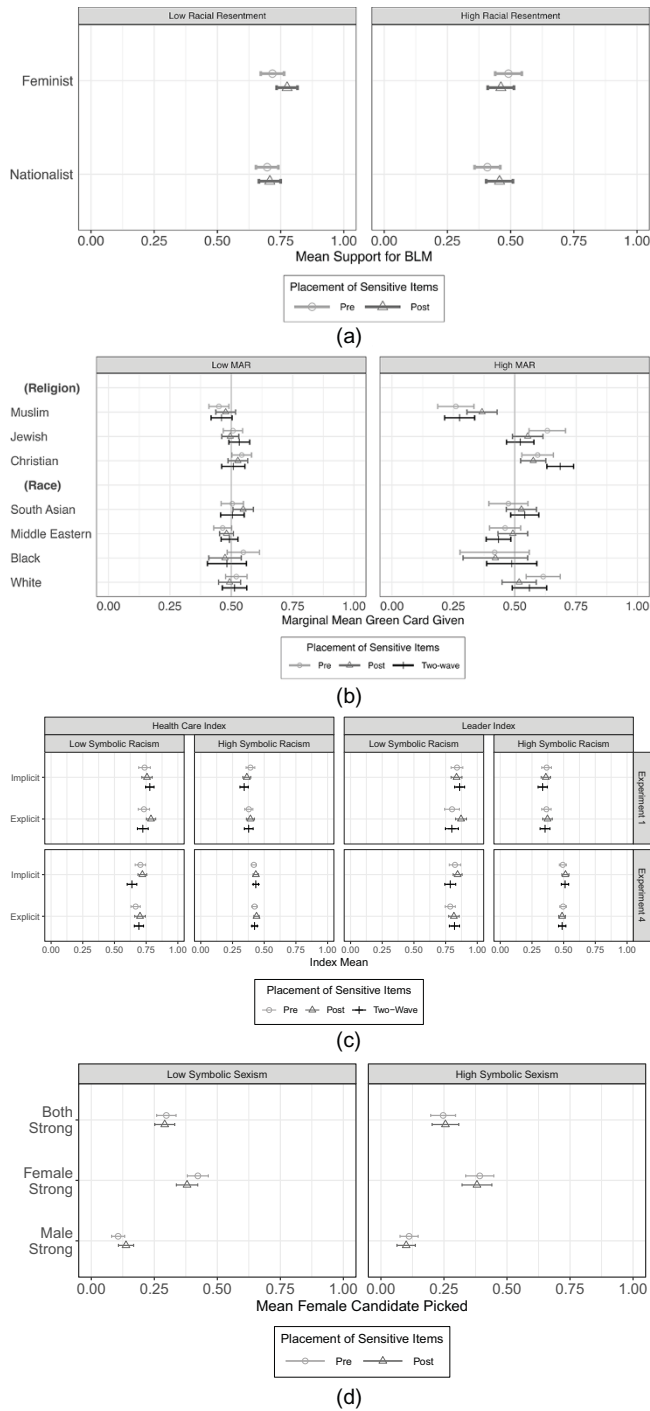 Low Racial Resentment High Racial Resentment
Feminist
Nationalist
0.00 0.25 0.50 0.75 1.00 0.00 0.25 0.50 0.75 1.00
Mean Support for BLM
Placement of Sensitive Items
Pre Post
(a)
Low MAR High MAR
(Religion)
Muslim
Jewish
Christian
(Race)
South Asian
Middle Eastern
Black
White
0.00 0.25 0.50 0.75 1.00 0.00 0.25 0.50 0.75 1.00
Marginal Mean Green Card Given
Placement of Sensitive Items
Pre Post Two-wave
(b)
Health Care Index Leader Index
Low Symbolic Racism High Symbolic Racism Low Symbolic Racism High Symbolic Racism
Implicit
Explicit
Experiment 1
Implicit
Explicit
Experiment 4
0.00 0.25 0.50 0.75 1.00 0.00 0.25 0.50 0.75 1.00 0.00 0.25 0.50 0.75 1.00 0.00 0.25 0.50 0.75 1.00
Index Mean
Placement of Sensitive Items
Pre Post Two-Wave
(c)
Low Symbolic Sexism High Symbolic Sexism
Both
Strong
Female
Strong
Male
Strong
0.00 0.25 0.50 0.75 1.00 0.00 0.25 0.50 0.75 1.00
Mean Female Candidate Picked
Placement of Sensitive Items
Pre Post
(d)